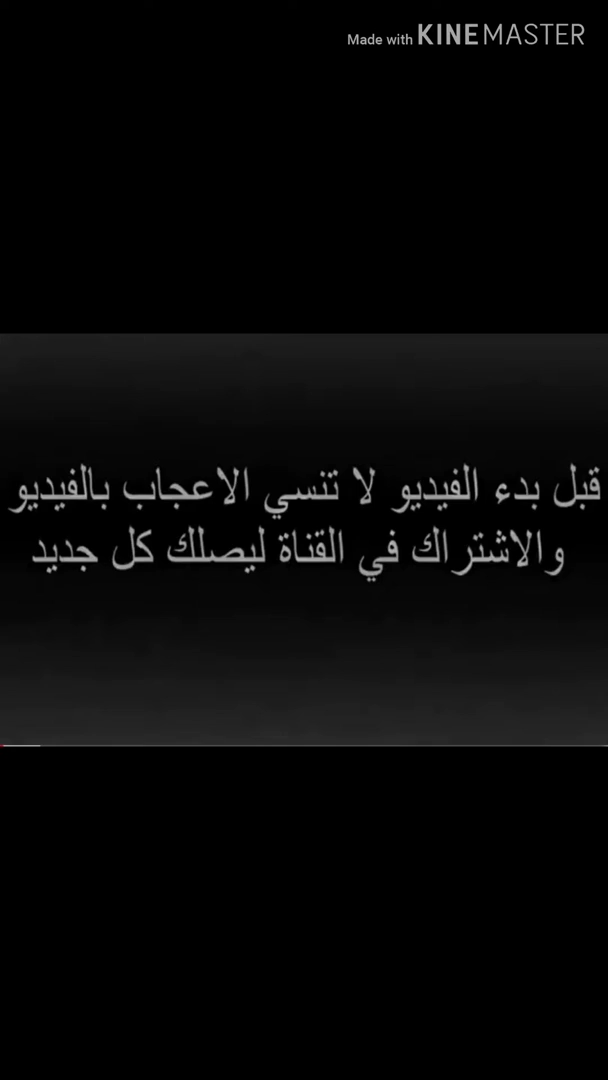 Made with KINEMASTER
قبل بدء الفيديو لا تنسي الاعجاب بالفيديو
والاشتراك في القناة ليصلك كل جديد